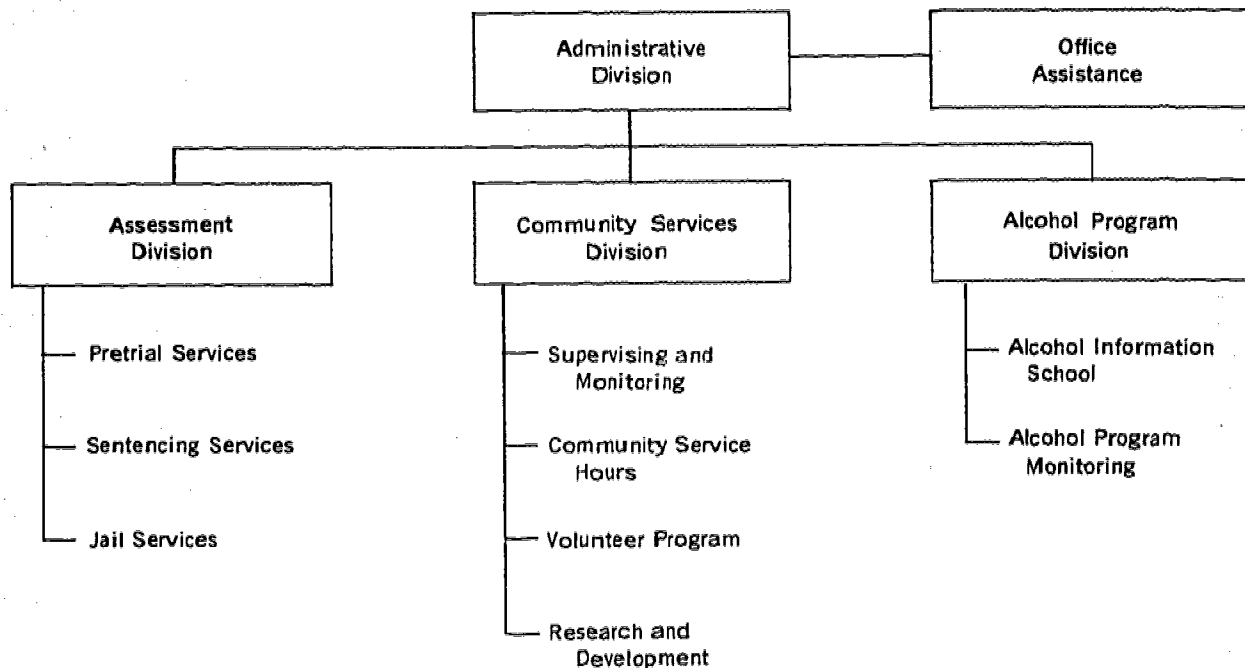 Administrative
Division
Office
Assistance
Assessment
Division
Community Services
Division
Alcohol Program
Division
Pretrial Services
Sentencing Services
Jail Services
Supervising and
Monitoring
Community Service
Hours
Volunteer Program
Research and
Development
Alcohol Information
School
Alcohol Program
Monitoring